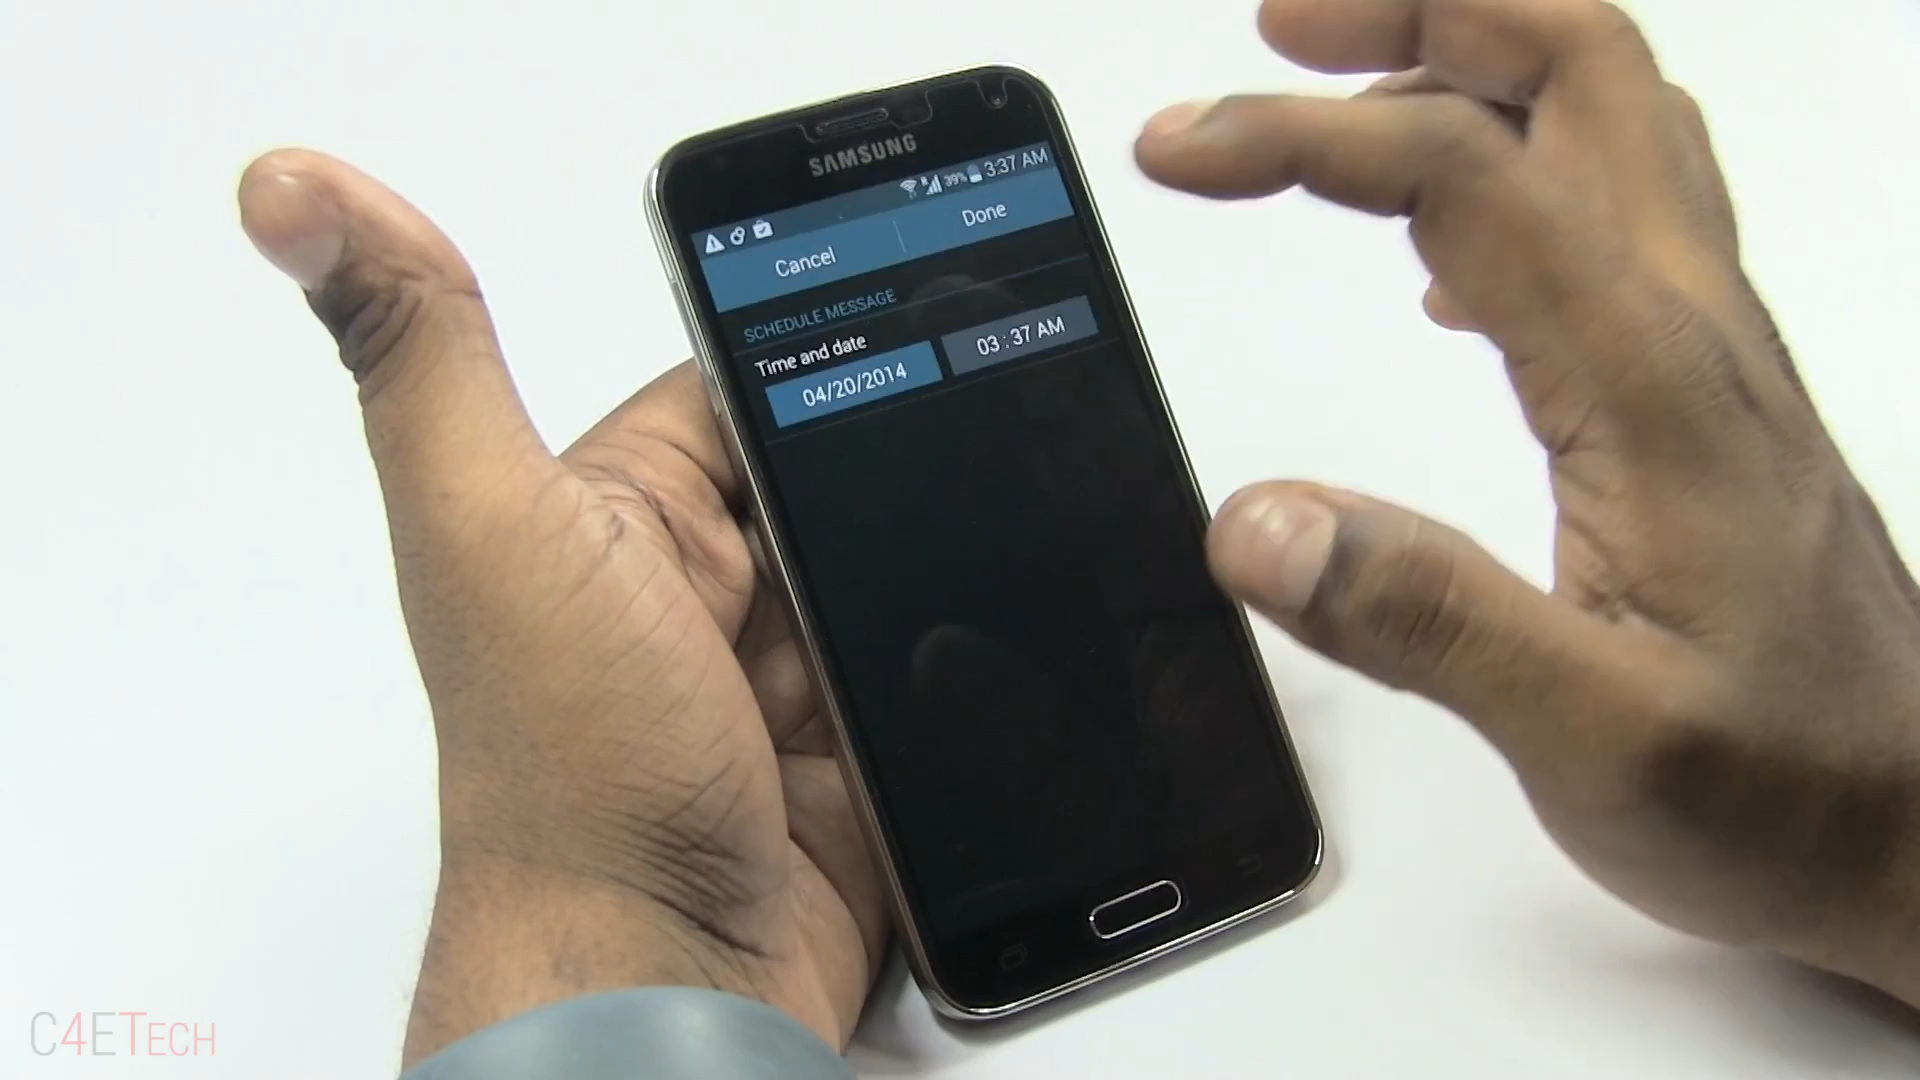 SAMSUNG
39% 3:37 AM
Cancel Done
SCHEDULE MESSAGE
Time and date
04/20/2014 03 : 37 AM
C4ETECH